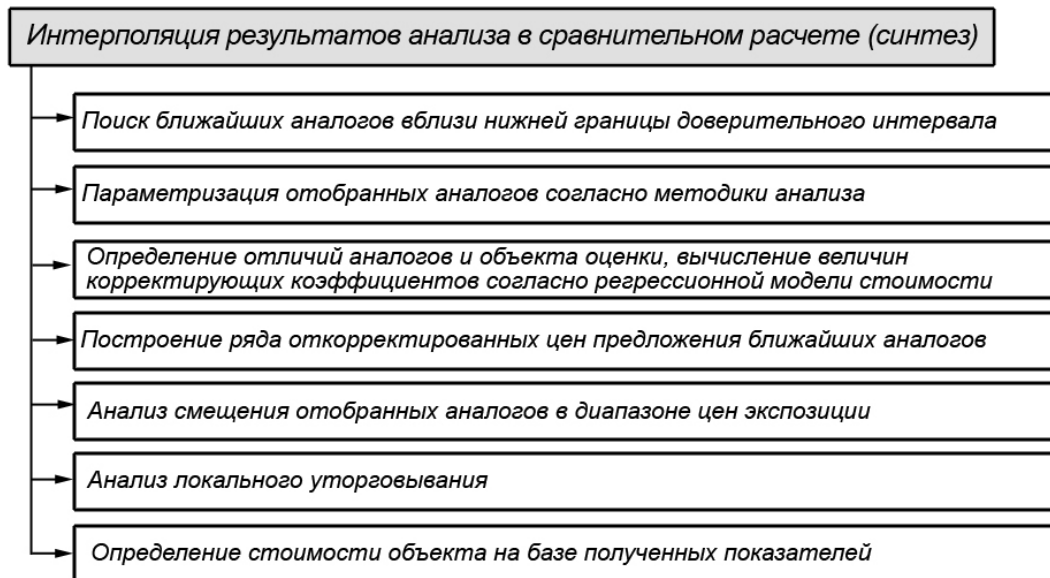 Интерполяция результатов анализа в сравнительном расчете (синтез)
Поиск ближайших аналогов вблизи нижней границы доверительного интервала
Параметризация отобранных аналогов согласно методики анализа
Определение отличий аналогов и объекта оценки, вычисление величин
корректирующих коэффициентов согласно регрессионной модели стоимости
Построение ряда откорректированных цен предложения ближайших аналогов
Анализ смещения отобранных аналогов в диапазоне цен экспозиции
Анализ локального уторговывания
Определение стоимости объекта на базе полученных показателей